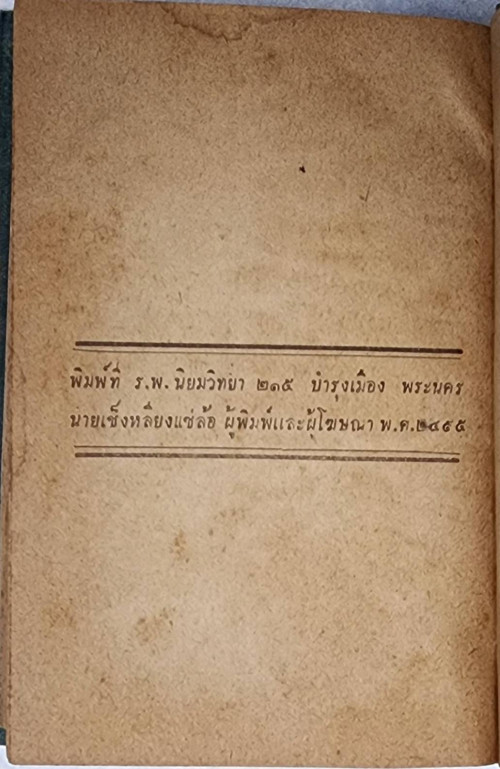 พิมพ์ที่ ร.พ.นิยมวิทยา ๒๑๕ บำรุงเมือง พระนคร
นายเซ็งหลียงแซ่ล้อ ผู้พิมพ์และผู้โฆษณา พ.ศ.๒๔๕๕